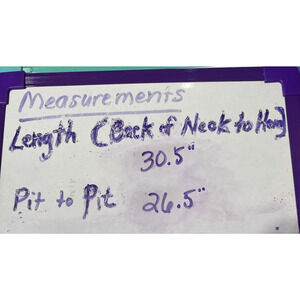 Measurements
Length (Back of Neck to Hem)
30.5"
Pit to Pit 26.5"